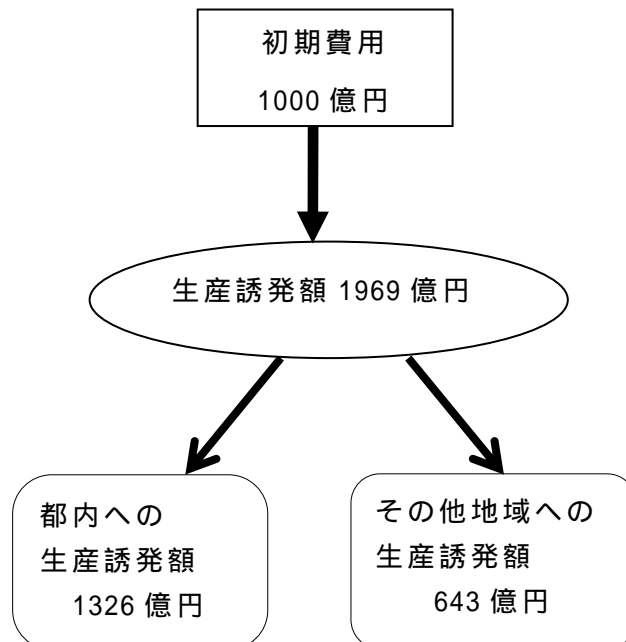 初期費用
1000 億円
生産誘発額 1969 億円
都内への
生産誘発額
1326 億円
その他地域への
生産誘発額
643 億円